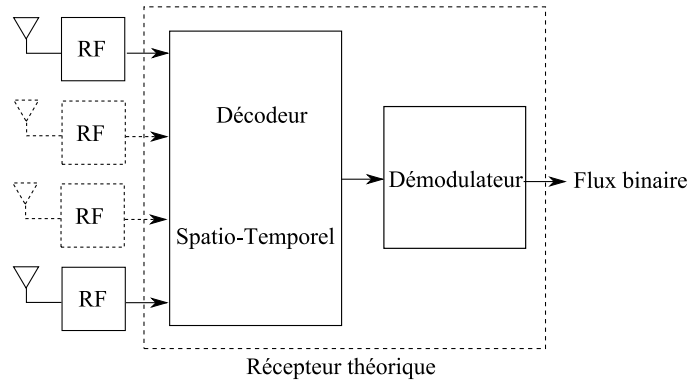 RF
RF
RF
RF
Décodeur
Spatio-Temporel
Démodulateur
Flux binaire
Récepteur théorique